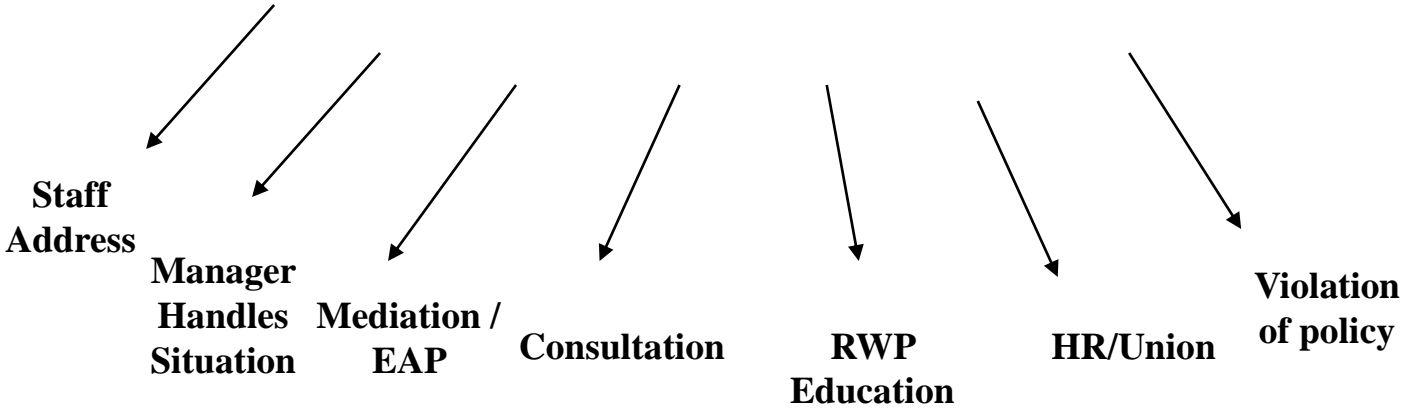 Staff
Address
Manager
Handles
Situation
Mediation /
EAP
Consultation
RWP
Education
HR/Union
Violation
of policy